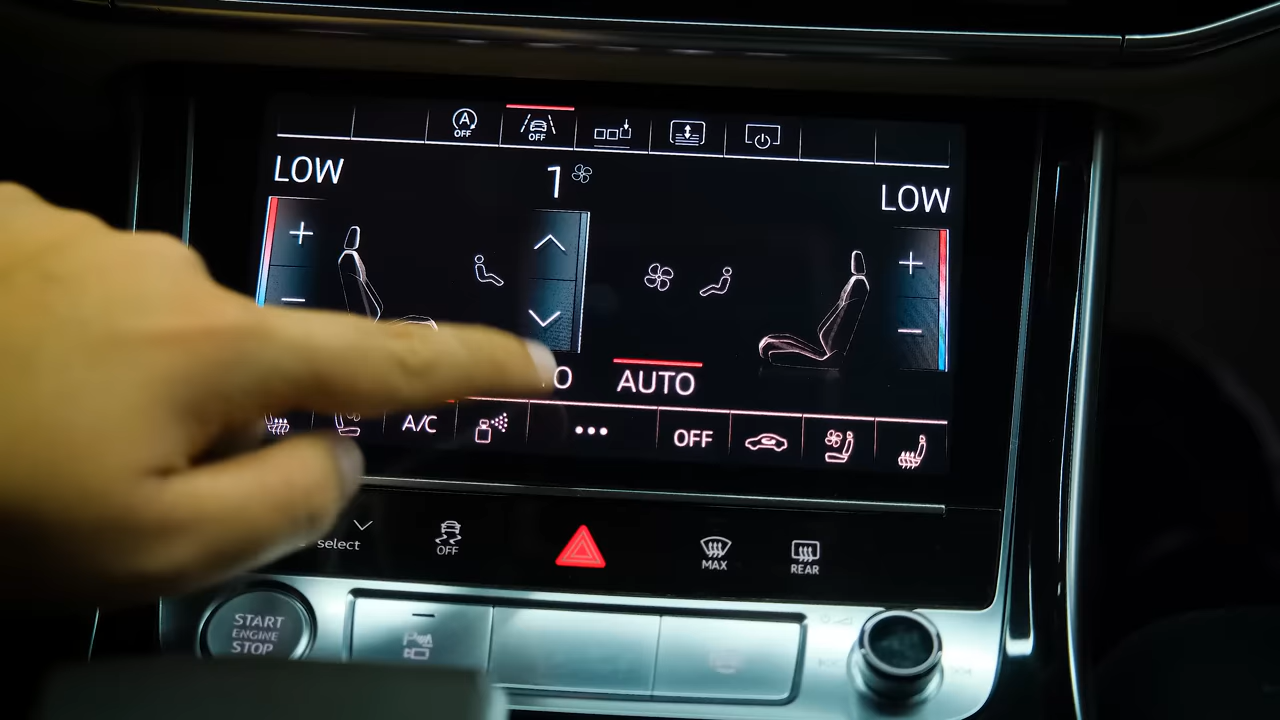 A
OFF
OFF
LOW
1
LOW
O
AUTO
A/C
•••
OFF
select
OFF
MAX
REAR
START
ENGINE
STOP